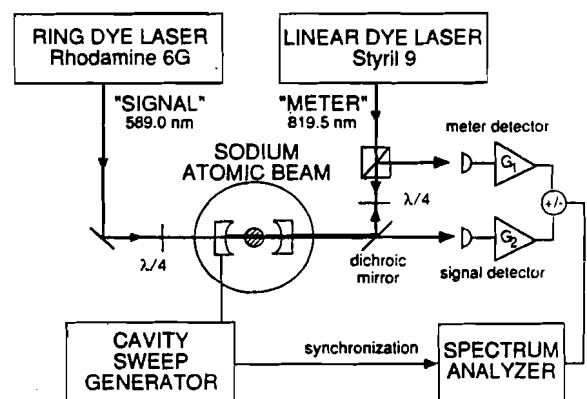 RING DYE LASER
Rhodamine 6G
LINEAR DYE LASER
Styril 9
"SIGNAL"
589.0 nm
"METER"
819.5 nm
meter detector
SODIUM
ATOMIC BEAM
G1
+/-
λ/4
λ/4
G2
dichroic
mirror
signal detector
CAVITY
SWEEP
GENERATOR
synchronization
SPECTRUM
ANALYZER